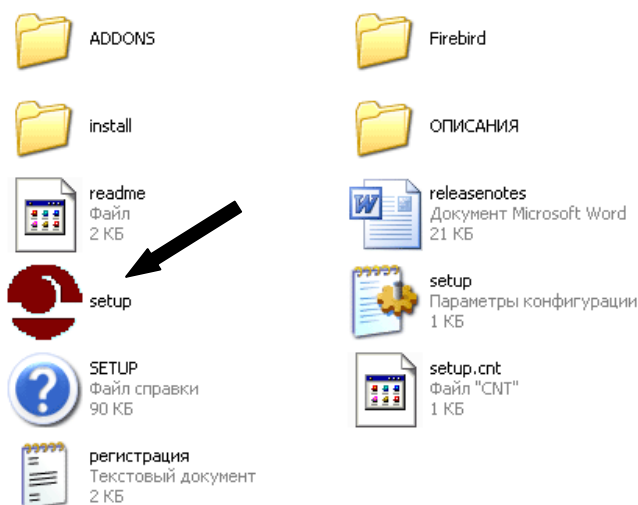 ADDONS
Firebird
install
ОПИСАНИЯ
readme
Файл
2 КБ
releasenotes
Документ Microsoft Word
21 КБ
setup
setup
Параметры конфигурации
1 КБ
SETUP
Файл справки
90 КБ
setup.cnt
Файл "CNT"
1 КБ
регистрация
Текстовый документ
2 КБ